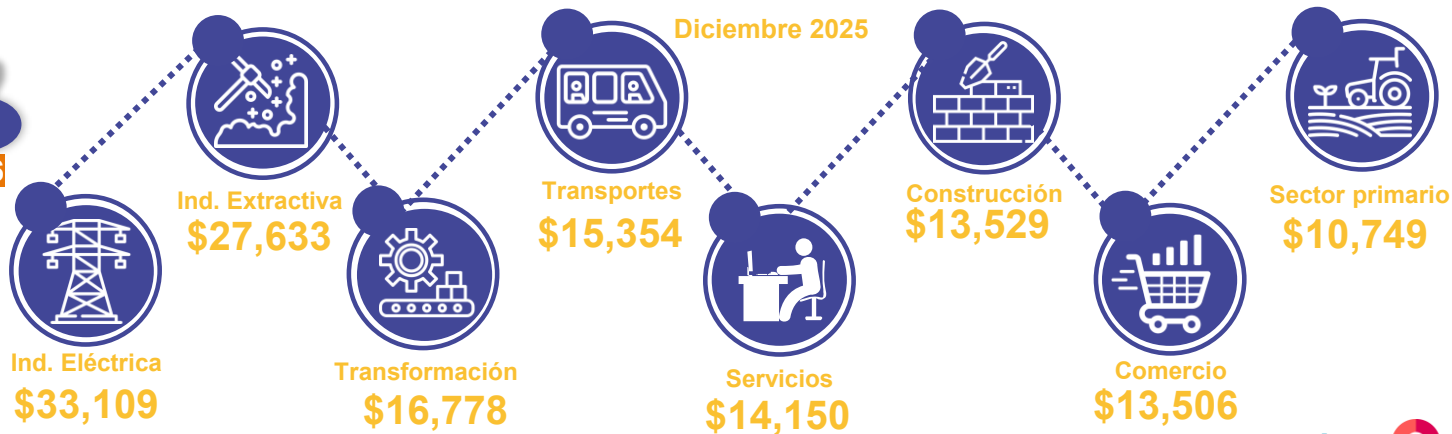 Diciembre 2025
Ind. Eléctrica
$33,109
Ind. Extractiva
$27,633
Transformación
$16,778
Transportes
$15,354
Servicios
$14,150
Construcción
$13,529
Comercio
$13,506
Sector primario
$10,749